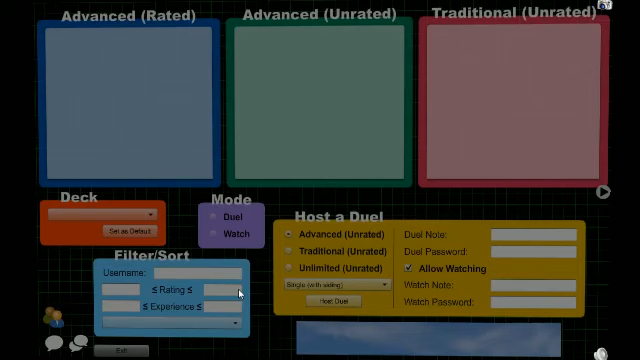 Advanced (Rated)
Advanced (Unrated)
Traditional (Unrated)
Deck
Set as Default
Mode
Duel
Watch
Filter/Sort
Username:
≤ Rating ≤
≤ Experience ≤
Host a Duel
Advanced (Unrated)
Traditional (Unrated)
Unlimited (Unrated)
Single (with siding)
Host Duel
Duel Note:
Duel Password:
Allow Watching
Watch Note:
Watch Password:
Exit